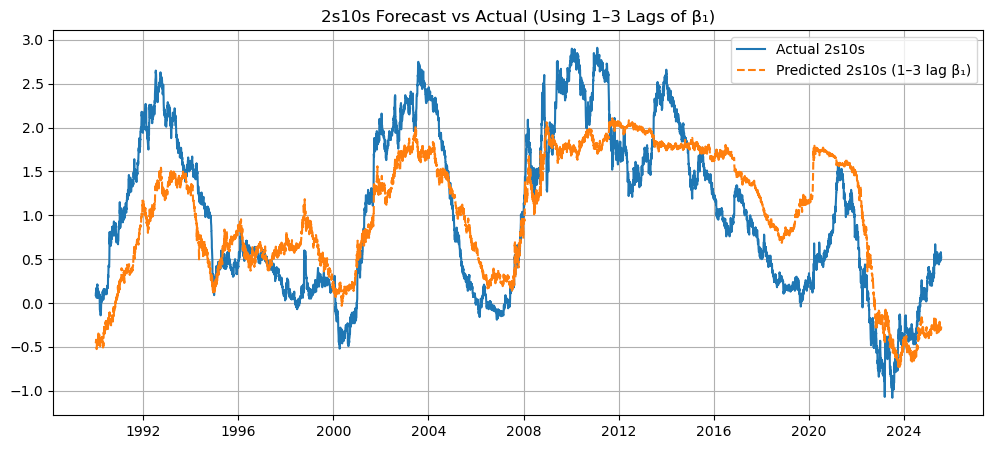 2s10s Forecast vs Actual (Using 1–3 Lags of β₁)
Actual 2s10s
Predicted 2s10s (1–3 lag β₁)
3.0
2.5
2.0
1.5
1.0
0.5
0.0
−0.5
−1.0
1992 1996 2000 2004 2008 2012 2016 2020 2024